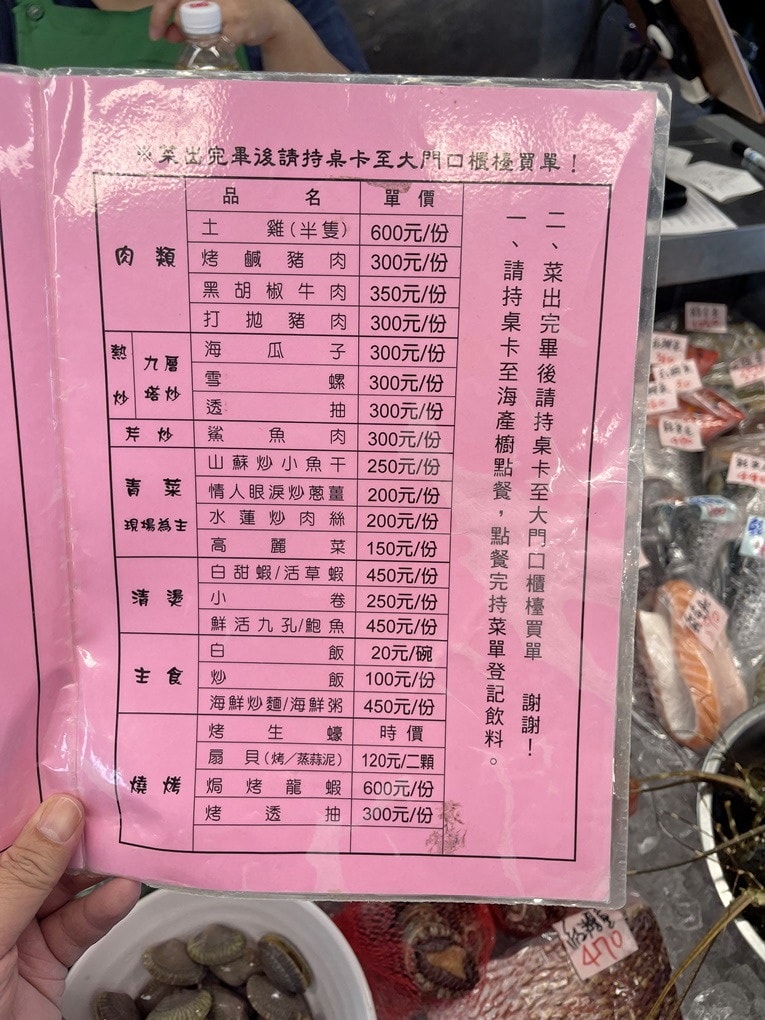 ※菜出完畢後請持桌卡至大門口櫃檯買單!
品名 單價
肉類
土雞(半隻) 600元/份
烤鹹豬肉 300元/份
黑胡椒牛肉 350元/份
打拋豬肉 300元/份
熱炒
九層塔炒
海瓜子 300元/份
雪螺 300元/份
透抽 300元/份
芹炒
鯊魚肉 300元/份
青菜
現場為主
山蘇炒小魚干 250元/份
情人眼淚炒蔥薑 200元/份
水蓮炒肉絲 200元/份
高麗菜 150元/份
清燙
白甜蝦/活草蝦 450元/份
小卷 250元/份
鮮活九孔/鮑魚 450元/份
主食
白飯 20元/碗
炒飯 100元/份
海鮮炒麵/海鮮粥 450元/份
燒烤
烤生蠔 時價
扇貝(烤/蒸蒜泥) 120元/二顆
焗烤龍蝦 600元/份
烤透抽 300元/份
二、菜出完畢後請持桌卡至大門口櫃檯買單 謝謝!
一、請持桌卡至海產櫥點餐,點餐完持菜單登記飲料。
470